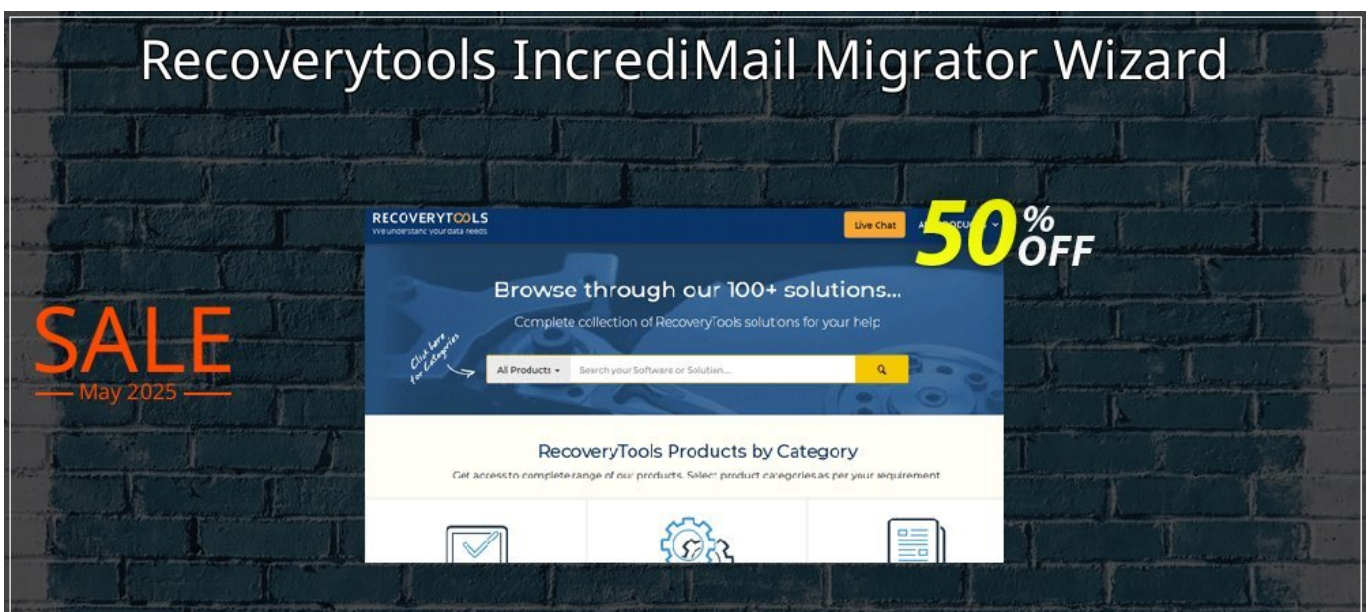 Recoverytools IncrediMail Migrator Wizard
RECOVERYTOOLS
We understand your data needs
Live Chat
50% OFF
Browse through our 100+ solutions...
Complete collection of RecoveryTools solutions for your help
Click here
for Categories
All Products
Search your Software or Solution...
SALE
May 2025
RecoveryTools Products by Category
Get access to complete range of our products. Select product categories as per your requirement